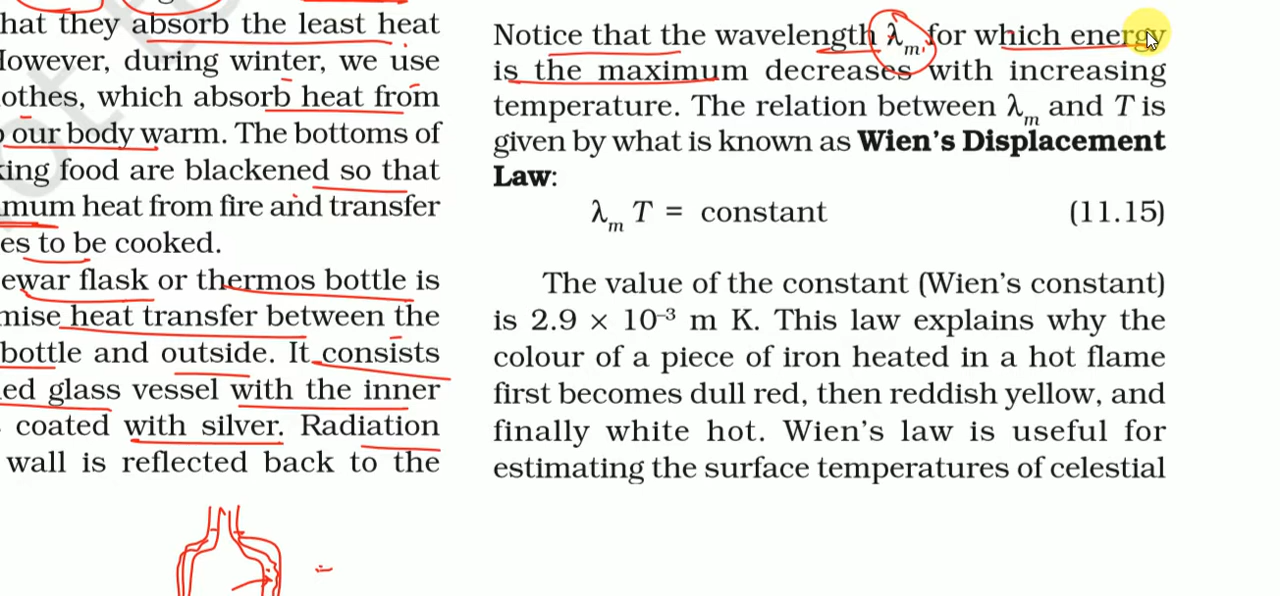 hat they absorb the least heat
However, during winter, we use
othes, which absorb heat from
our body warm. The bottoms of
king food are blackened so that
mum heat from fire and transfer
es to be cooked.
ewar flask or thermos bottle is
mise heat transfer between the
bottle and outside. It consists
ed glass vessel with the inner
coated with silver. Radiation
wall is reflected back to the
Notice that the wavelength λm for which energy
is the maximum decreases with increasing
temperature. The relation between λm and T is
given by what is known as Wien's Displacement
Law:
λm T = constant (11.15)
The value of the constant (Wien's constant)
is 2.9 × 10⁻³ m K. This law explains why the
colour of a piece of iron heated in a hot flame
first becomes dull red, then reddish yellow, and
finally white hot. Wien's law is useful for
estimating the surface temperatures of celestial